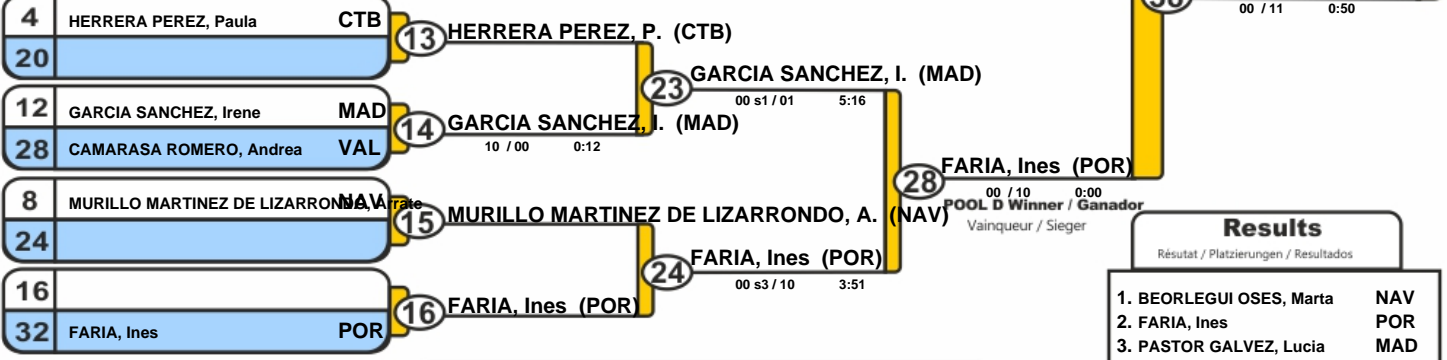 4 HERRERA PEREZ, Paula CTB
20
13 HERRERA PEREZ, P. (CTB)
12 GARCIA SANCHEZ, Irene MAD
28 CAMARASA ROMERO, Andrea VAL
14 GARCIA SANCHEZ, I. (MAD)
10 / 00 0:12
23 GARCIA SANCHEZ, I. (MAD)
00 s1 / 01 5:16
8 MURILLO MARTINEZ DE LIZARRONDO, Arrate NAV
24
15 MURILLO MARTINEZ DE LIZARRONDO, A. (NAV)
16
32 FARIA, Ines POR
16 FARIA, Ines (POR)
24 FARIA, Ines (POR)
00 s3 / 10 3:51
28 FARIA, Ines (POR)
00 / 10 0:00
POOL D Winner / Ganador
Vainqueur / Sieger
00 / 11 0:50
Results
Résutat / Platzierungen / Resultados
1. BEORLEGUI OSES, Marta NAV
2. FARIA, Ines POR
3. PASTOR GALVEZ, Lucia MAD